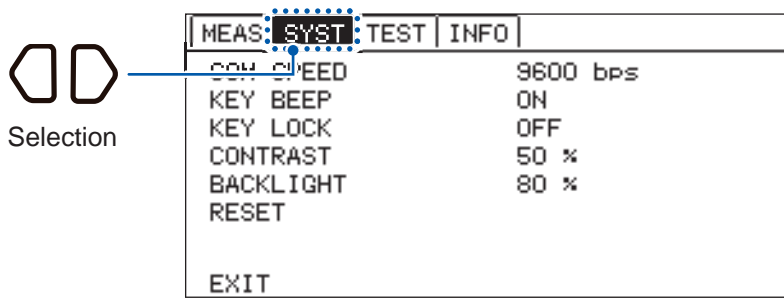 MEAS SYST TEST INFO
COM SPEED 9600 bps
KEY BEEP ON
KEY LOCK OFF
Selection
CONTRAST 50 %
BACKLIGHT 80 %
RESET
EXIT